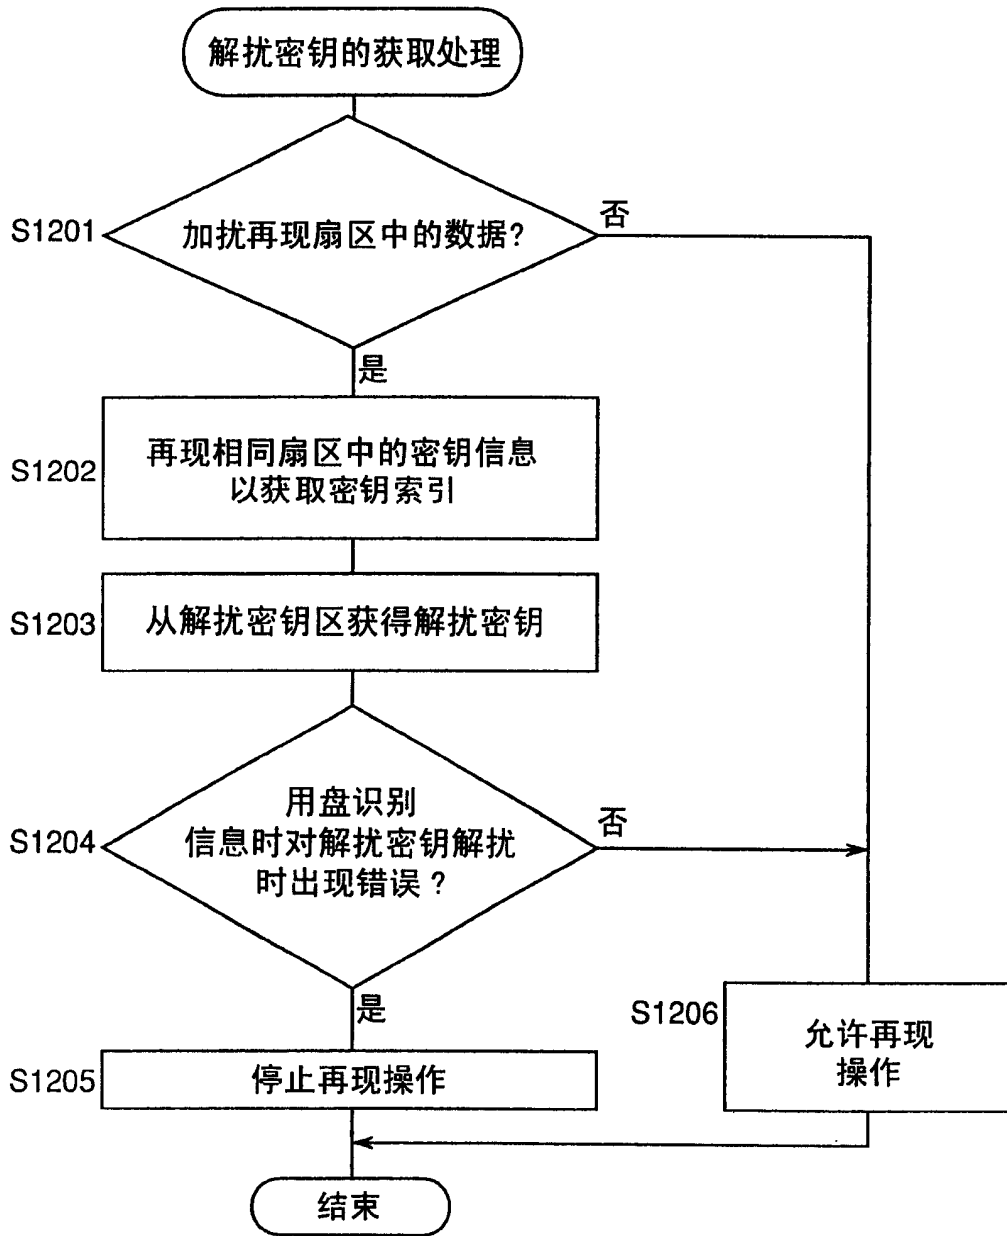 解扰密钥的获取处理
S1201
加扰再现扇区中的数据?
否
是
S1202
再现相同扇区中的密钥信息
以获取密钥索引
S1203
从解扰密钥区获得解扰密钥
S1204
用盘识别
信息时对解扰密钥解扰
时出现错误?
否
是
S1205
停止再现操作
S1206
允许再现
操作
结束